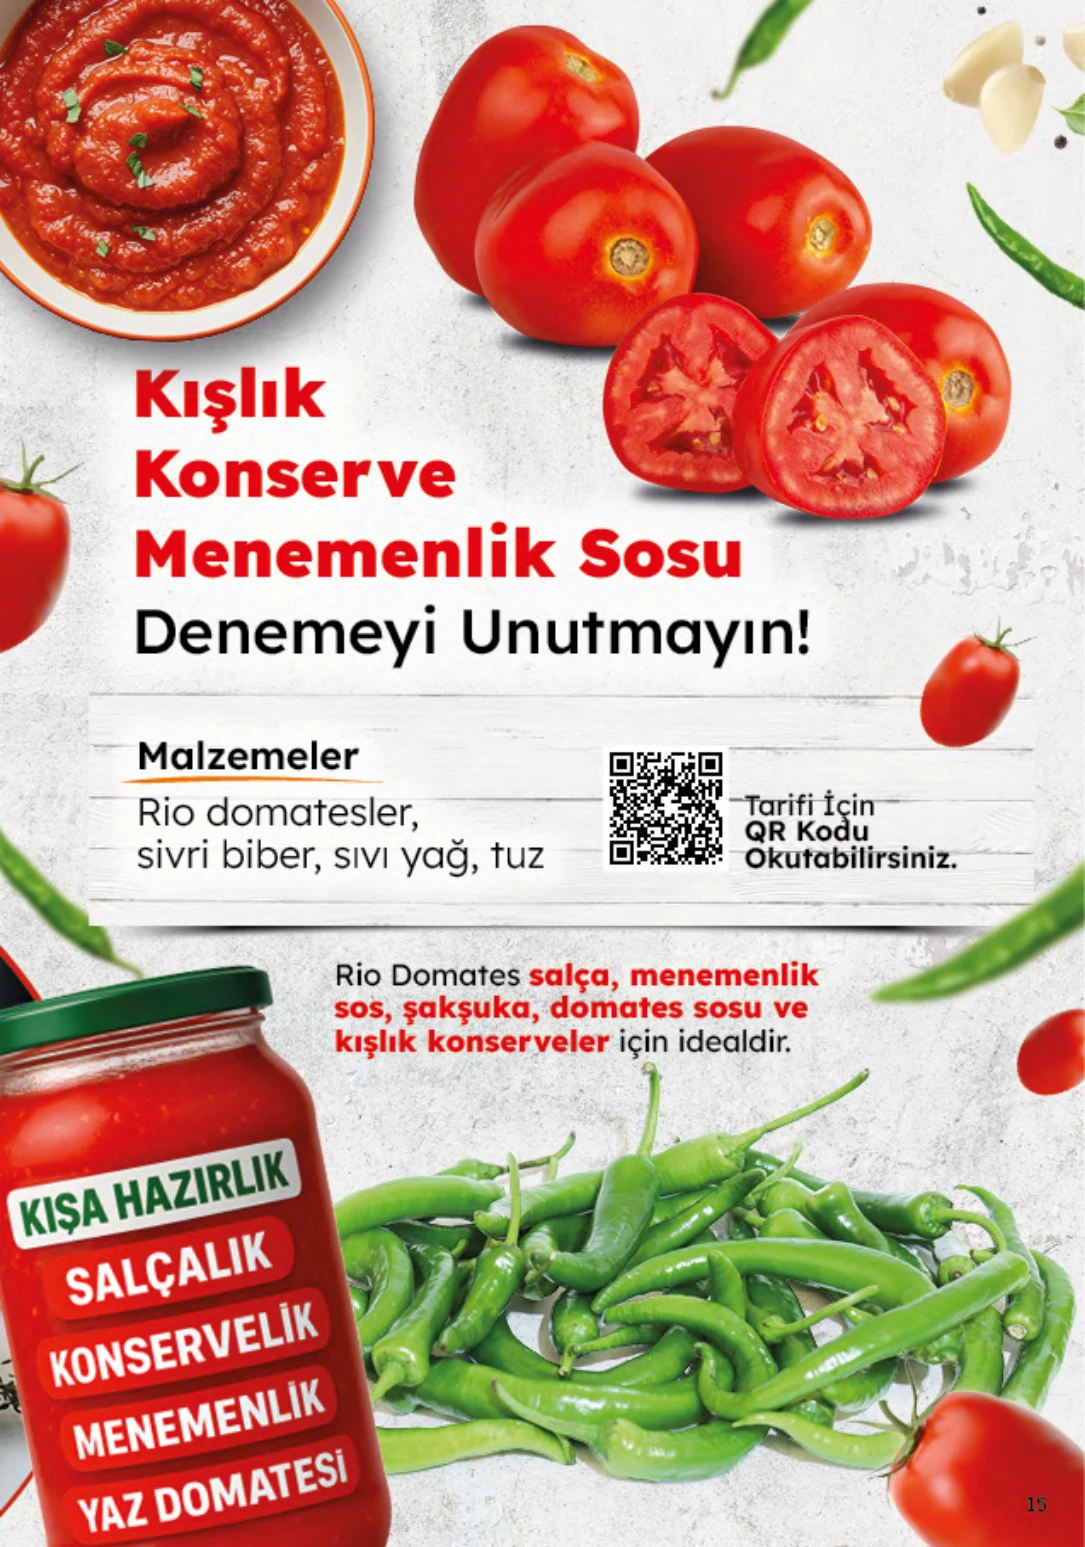 Kışlık
Konserve
Menemenlik Sosu
Denemeyi Unutmayın!
Malzemeler
Rio domatesler,
sivri biber, sıvı yağ, tuz
Tarifi İçin
QR Kodu
Okutabilirsiniz.
Rio Domates salça, menemenlik
sos, şakşuka, domates sosu ve
kışlık konserveler için idealdir.
KIŞA HAZIRLIK
SALÇALIK
KONSERVELİK
MENEMENLİK
YAZ DOMATESİ
15